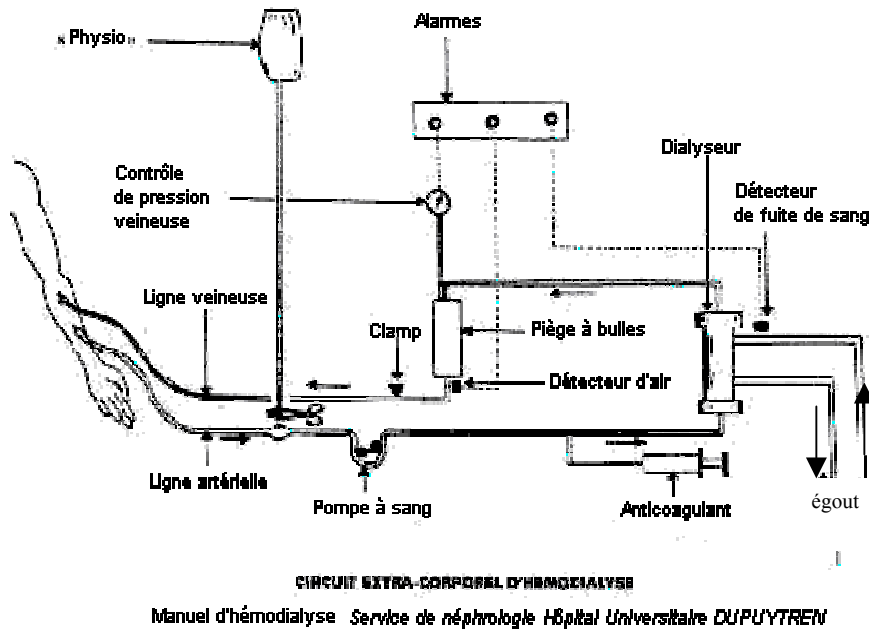 Alarmes
« Physio »
Dialyseur
Contrôle
de pression
veineuse
Détecteur
de fuite de sang
Ligne veineuse
Clamp
Piège à bulles
Détecteur d'air
Ligne artérielle
Pompe à sang
Anticoagulant
égout
CIRCUIT EXTRA-CORPOREL D'HEMODIALYSE
Manuel d'hémodialyse Service de néphrologie Hôpital Universitaire DUPUYTREN